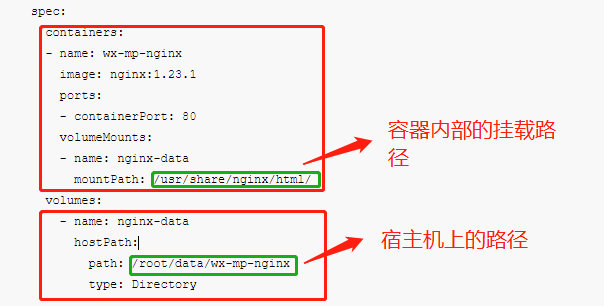 spec:
containers:
- name: wx-mp-nginx
image: nginx:1.23.1
ports:
- containerPort: 80
volumeMounts:
- name: nginx-data
mountPath: /usr/share/nginx/html/
容器内部的挂载路
径
volumes:
- name: nginx-data
hostPath:
path: /root/data/wx-mp-nginx
type: Directory
宿主机上的路径